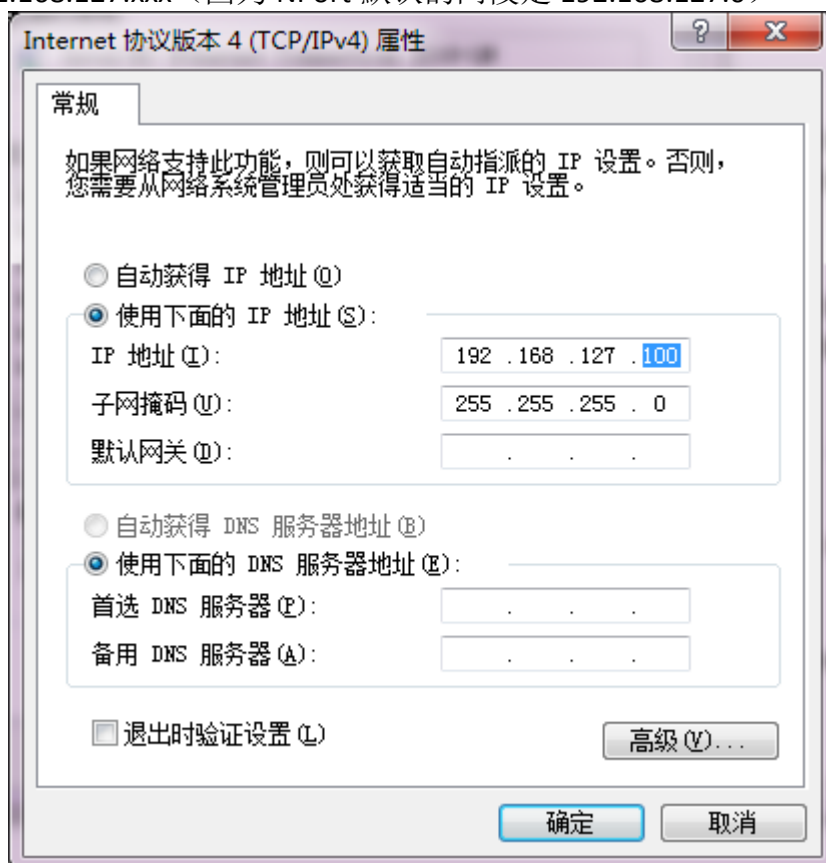 Internet 协议版本 4 (TCP/IPv4) 属性
常规
如果网络支持此功能，则可以获取自动指派的 IP 设置。否则，
您需要从网络系统管理员处获得适当的 IP 设置。
自动获得 IP 地址(O)
使用下面的 IP 地址(S):
IP 地址(I): 192 .168 .127 .100
子网掩码(U): 255 .255 .255 . 0
默认网关(D): . . .
自动获得 DNS 服务器地址(B)
使用下面的 DNS 服务器地址(E):
首选 DNS 服务器(P): . . .
备用 DNS 服务器(A): . . .
退出时验证设置(L)
高级(V)...
确定 取消